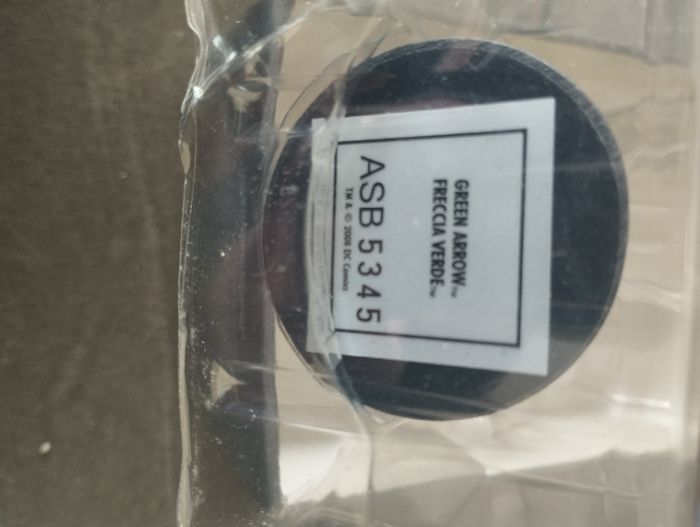 GREEN ARROW™
FRECCIA VERDE™
ASB 5345
TM & © 2008 DC Comics